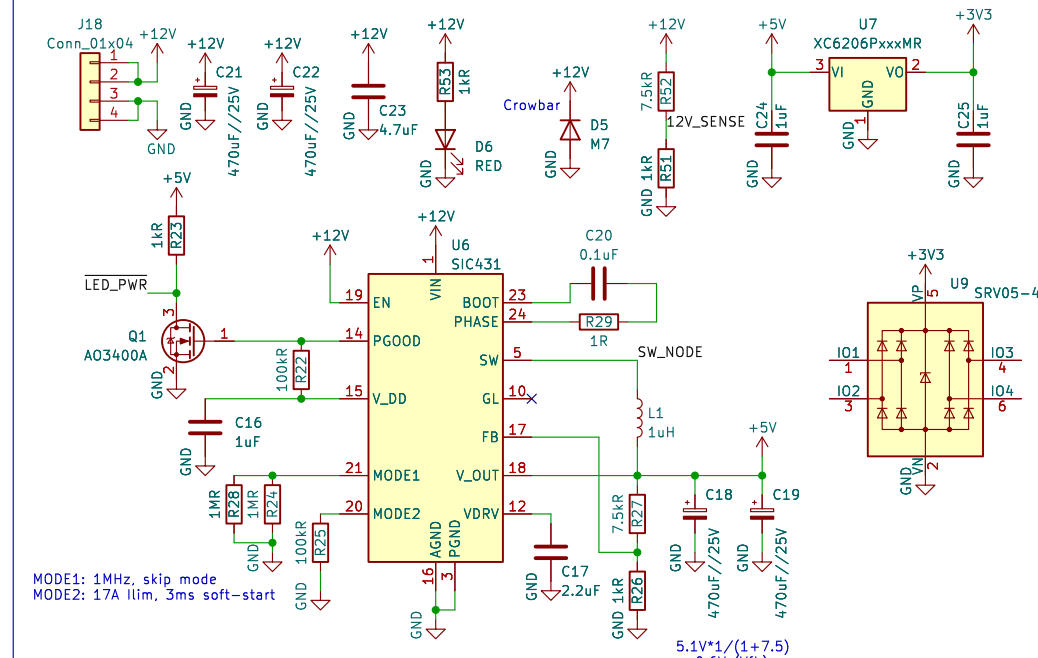 J18
Conn_01x04
+12V
1
2
3
4
GND
+12V
C21
470uF//25V
GND
+12V
C22
470uF//25V
GND
+12V
C23
4.7uF
GND
+12V
R53
1kR
D6
RED
GND
+12V
Crowbar
D5
M7
GND
+12V
R52
7.5kR
12V_SENSE
R51
1kR
GND
+5V
C24
1uF
GND
U7
XC6206PxxxMR
3
VI
VO
2
GND
1
GND
+3V3
C25
1uF
GND
+5V
R23
1kR
LED_PWR
3
Q1
AO3400A
1
2
GND
+12V
+12V
U6
SIC431
1
VIN
19
EN
14
PGOOD
15
V_DD
21
MODE1
20
MODE2
16
AGND
3
PGND
GND
BOOT
23
PHASE
24
SW
5
GL
10
FB
17
V_OUT
18
VDRV
12
R22
100kR
C16
1uF
GND
R28
1MR
R24
1MR
GND
R25
100kR
GND
MODE1: 1MHz, skip mode
MODE2: 17A Ilim, 3ms soft-start
C20
0.1uF
R29
1R
SW_NODE
L1
1uH
R27
7.5kR
R26
1kR
GND
C17
2.2uF
GND
C18
470uF//25V
GND
+5V
C19
470uF//25V
GND
5.1V*1/(1+7.5)
+3V3
U9
SRV05-4
VP
5
IO1
1
IO2
3
IO3
4
IO4
6
VN
2
GND